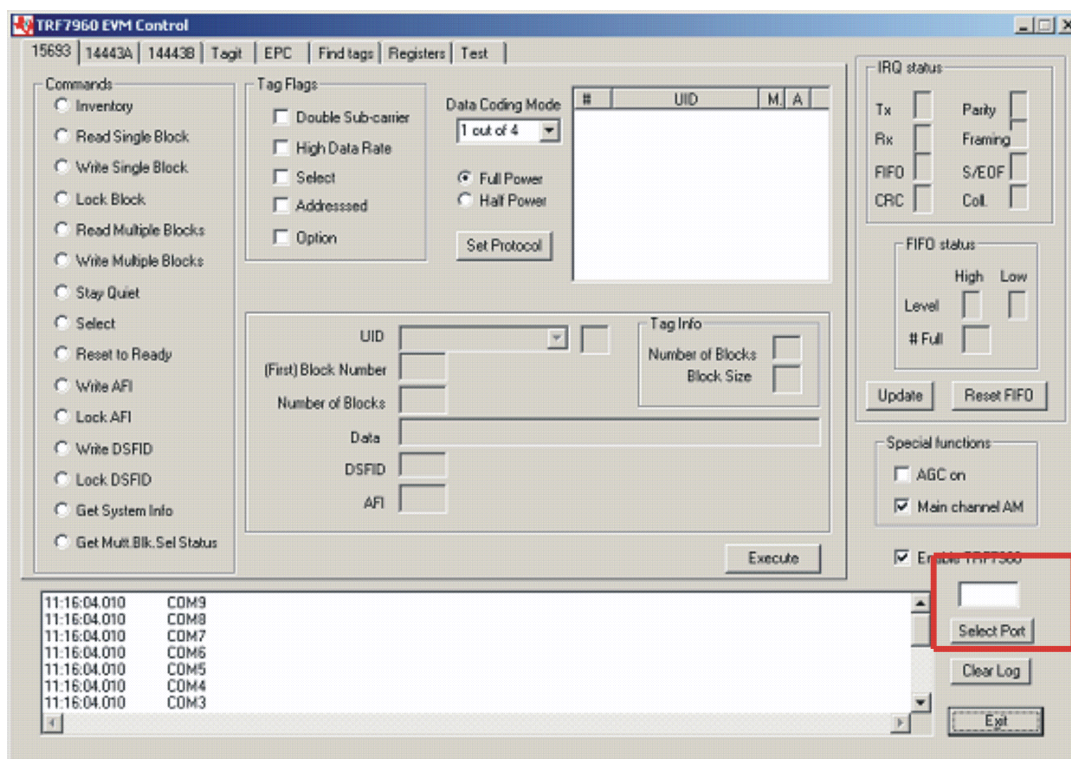 TRF7960 EVM Control
15693 14443A 14443B Tagit EPC Find tags Registers Test
Commands
Inventory
Read Single Block
Write Single Block
Lock Block
Read Multiple Blocks
Write Multiple Blocks
Stay Quiet
Select
Reset to Ready
Write AFI
Lock AFI
Write DSFID
Lock DSFID
Get System Info
Get Mutt.Blk.Sel Status
Tag Flags
Double Sub-carrier
High Data Rate
Select
Addresssed
Option
Data Coding Mode
1 out of 4
Full Power
Half Power
Set Protocol
# UID M. A
UID
(First) Block Number
Number of Blocks
Data
DSFID
AFI
Tag Info
Number of Blocks
Block Size
Execute
IRQ status
Tx Parity
Rx Framing
FIFO S/EOF
CRC Coll.
FIFO status
High Low
Level
# Full
Update Reset FIFO
Special functions
AGC on
Main channel AM
Enable TRF7960
Select Port
Clear Log
Exit
11:16:04.010 COM9
11:16:04.010 COM8
11:16:04.010 COM7
11:16:04.010 COM6
11:16:04.010 COM5
11:16:04.010 COM4
11:16:04.010 COM3